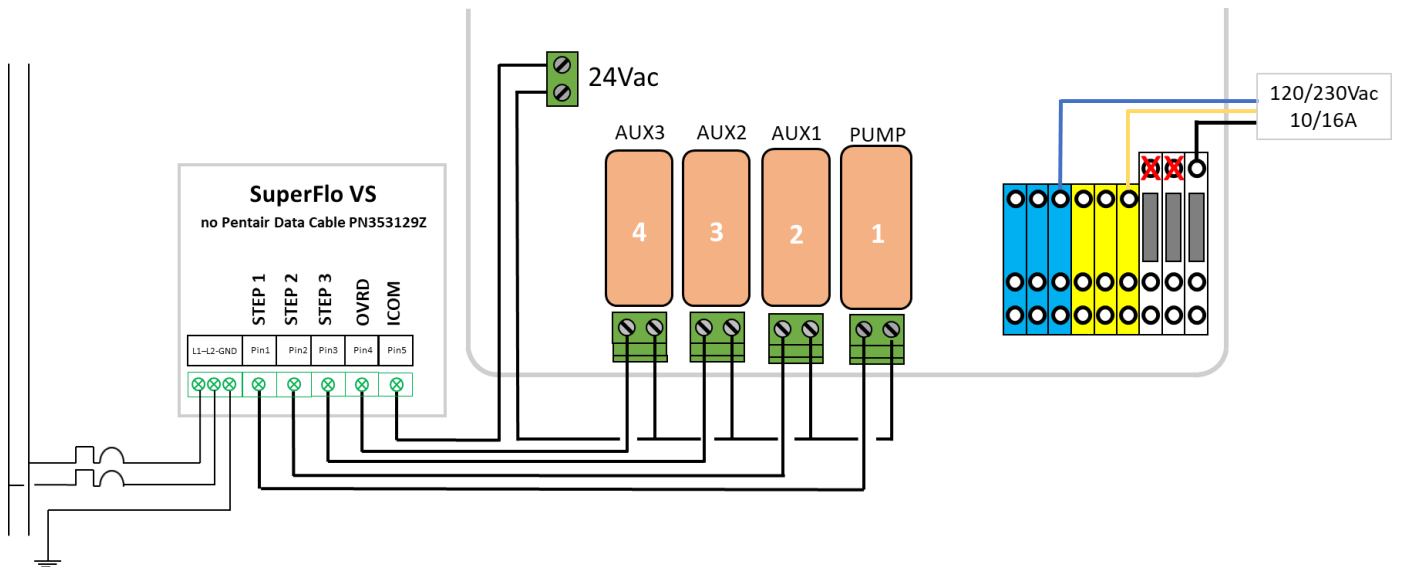 24Vac
120/230Vac
10/16A
AUX3 AUX2 AUX1 PUMP
4 3 2 1
SuperFlo VS
no Pentair Data Cable PN353129Z
STEP 1
STEP 2
STEP 3
OVRD
ICOM
L1–L2-GND Pin1 Pin2 Pin3 Pin4 Pin5